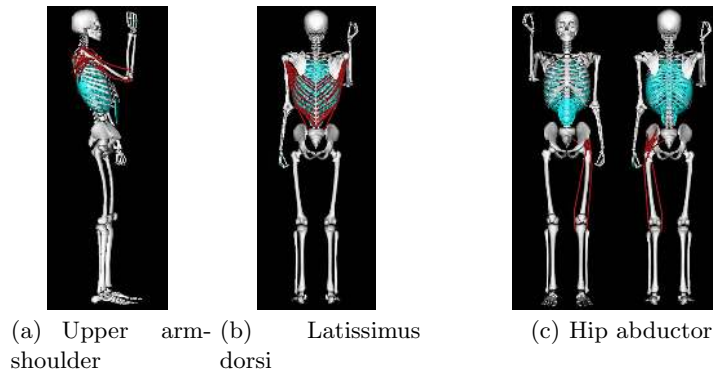 (a) Upper arm-shoulder
(b) Latissimus dorsi
(c) Hip abductor